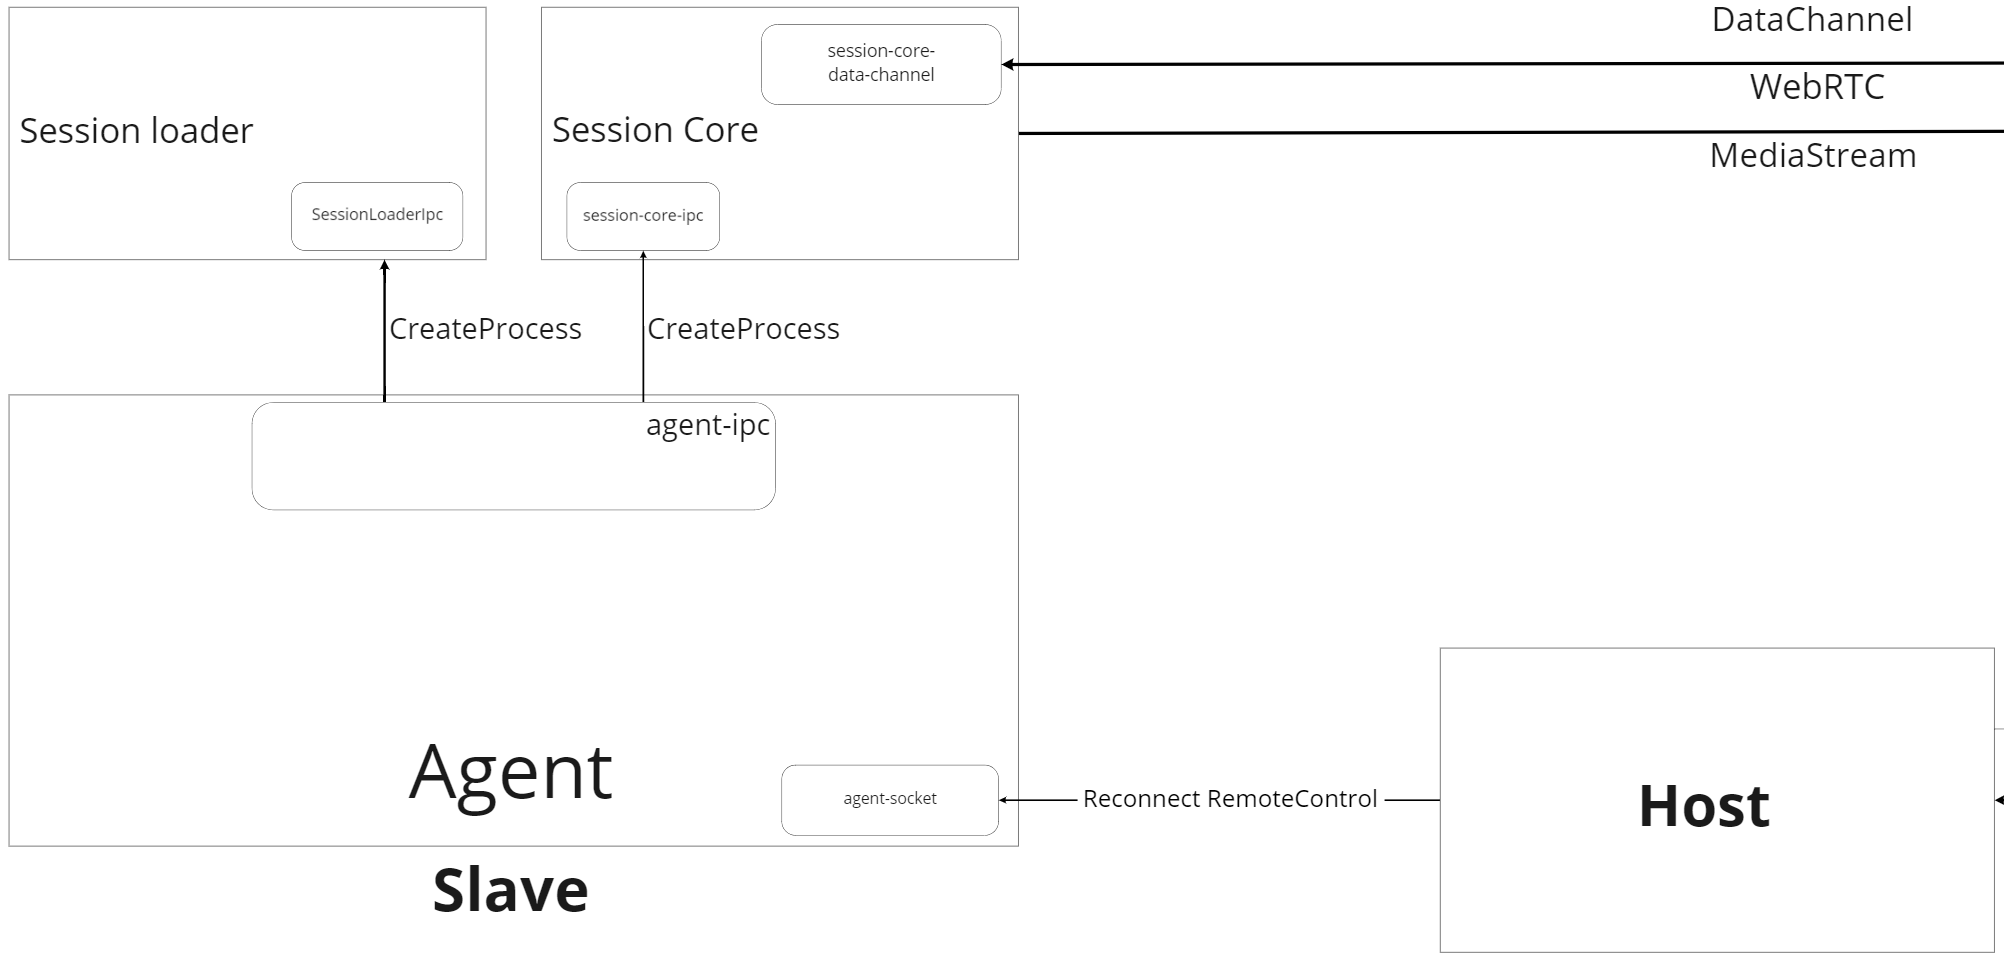 DataChannel
session-core-
data-channel
WebRTC
Session loader
Session Core
MediaStream
SessionLoaderIpc
session-core-ipc
CreateProcess
CreateProcess
agent-ipc
Agent
agent-socket
Reconnect RemoteControl
Host
Slave